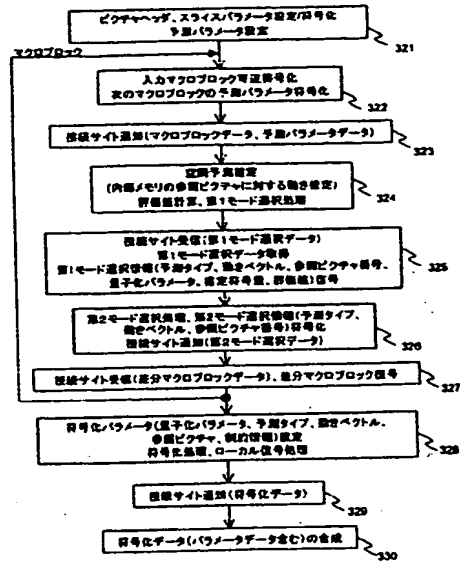 ピクチャヘッダ、スライスパラメータ設定/符号化
予測パラメータ設定
321
マクロブロック
入力マクロブロック可逆符号化
次のマクロブロックの予測パラメータ符号化
322
接続サイト通知(マクロブロックデータ、予測パラメータデータ)
323
空間予測推定
(内部メモリの参照ピクチャに対する動き推定)
評価値計算、第1モード選択処理
324
接続サイト受信(第1モード選択データ)
第1モード選択データ取得
第1モード選択情報(予測タイプ、動きベクトル、参照ピクチャ番号、
量子化パラメータ、推定符号量、評価値)復号
325
第2モード選択処理、第2モード選択情報(予測タイプ、
動きベクトル、参照ピクチャ番号)符号化
接続サイト通知(第2モード選択データ)
326
接続サイト受信(差分マクロブロックデータ)、差分マクロブロック復号
327
符号化パラメータ(量子化パラメータ、予測タイプ、動きベクトル、
参照ピクチャ、制約情報)設定
符号化処理、ローカル復号処理
328
接続サイト通知(符号化データ)
329
符号化データ(パラメータデータ含む)の合成
330